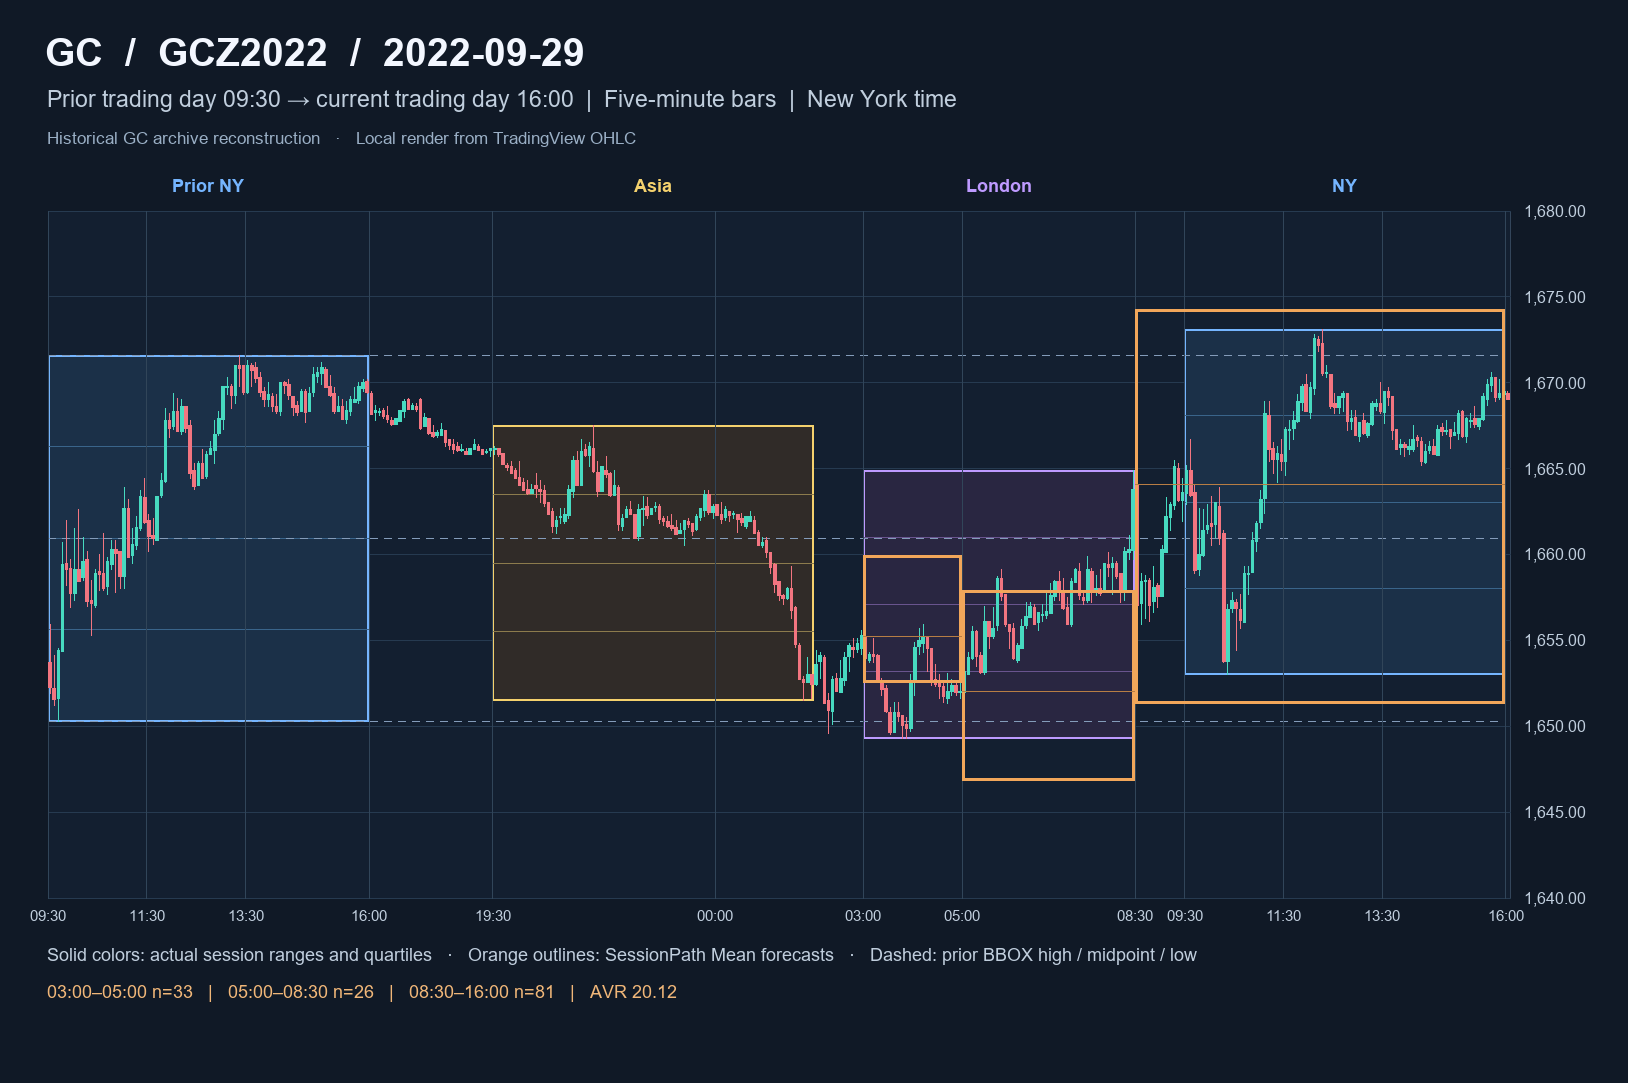 GC / GCZ2022 / 2022-09-29
Prior trading day 09:30 → current trading day 16:00 | Five-minute bars | New York time
Historical GC archive reconstruction · Local render from TradingView OHLC
Prior NY Asia London NY
1,680.00
1,675.00
1,670.00
1,665.00
1,660.00
1,655.00
1,650.00
1,645.00
1,640.00
09:30 11:30 13:30 16:00 19:30 00:00 03:00 05:00 08:30 09:30 11:30 13:30 16:00
Solid colors: actual session ranges and quartiles · Orange outlines: SessionPath Mean forecasts · Dashed: prior BBOX high / midpoint / low
03:00–05:00 n=33 | 05:00–08:30 n=26 | 08:30–16:00 n=81 | AVR 20.12